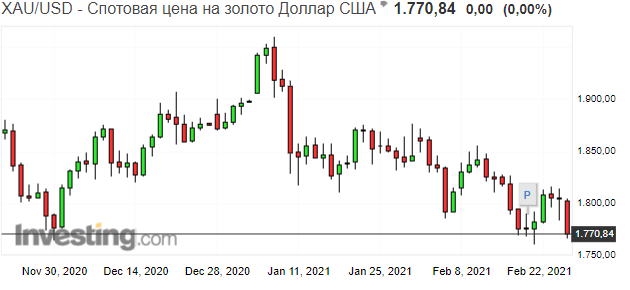 XAU/USD - Спотовая цена на золото Доллар США 1.770,84 0,00 (0,00%)
1.900,00
1.850,00
P
1.800,00
1.770,84
Investing.com
1.750,00
Nov 30, 2020 Dec 14, 2020 Dec 28, 2020 Jan 11, 2021 Jan 25, 2021 Feb 8, 2021 Feb 22, 2021